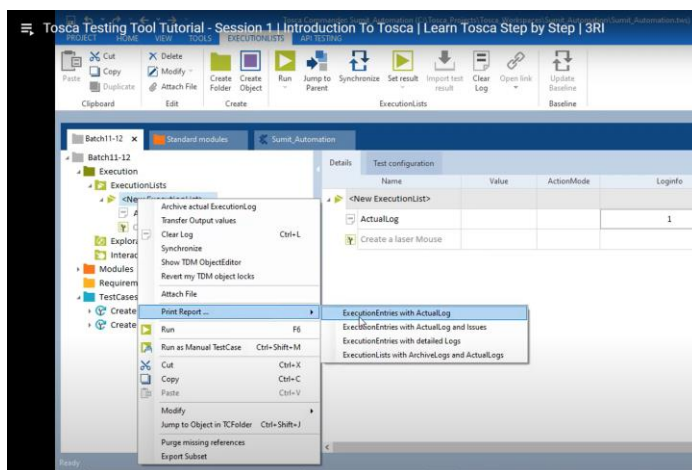 Tosca Testing Tool Tutorial - Session 1 | Introduction To Tosca | Learn Tosca Step by Step | 3RI
PROJECT HOME VIEW TOOLS EXECUTIONLISTS API TESTING
Paste
Cut
Copy
Duplicate
Clipboard
Delete
Modify
Attach File
Edit
Create Folder
Create Object
Create
Run
Jump to Parent
Synchronize
Set result
Import test result
Clear Log
Open link
ExecutionLists
Update Baseline
Baseline
Batch11-12 Standard modules Sumit_Automation
Batch11-12
Execution
ExecutionLists
Modules
TestCases
Create
Create
Archive actual ExecutionLog
Transfer Output values
Clear Log Ctrl+L
Synchronize
Show TDM ObjectEditor
Revert my TDM object locks
Attach File
Print Report ...
Run F6
Run as Manual TestCase Ctrl+Shift+M
Cut Ctrl+X
Copy Ctrl+C
Paste Ctrl+V
Modify
Jump to Object in TCFolder Ctrl+Shift+J
Purge missing references
Export Subset
ExecutionEntries with ActualLog
ExecutionEntries with ActualLog and Issues
ExecutionEntries with detailed Logs
ExecutionLists with ArchiveLogs and ActualLogs
Details Test configuration
Name Value ActionMode Loginfo
<New ExecutionList>
ActualLog 1
Create a laser Mouse
Ready